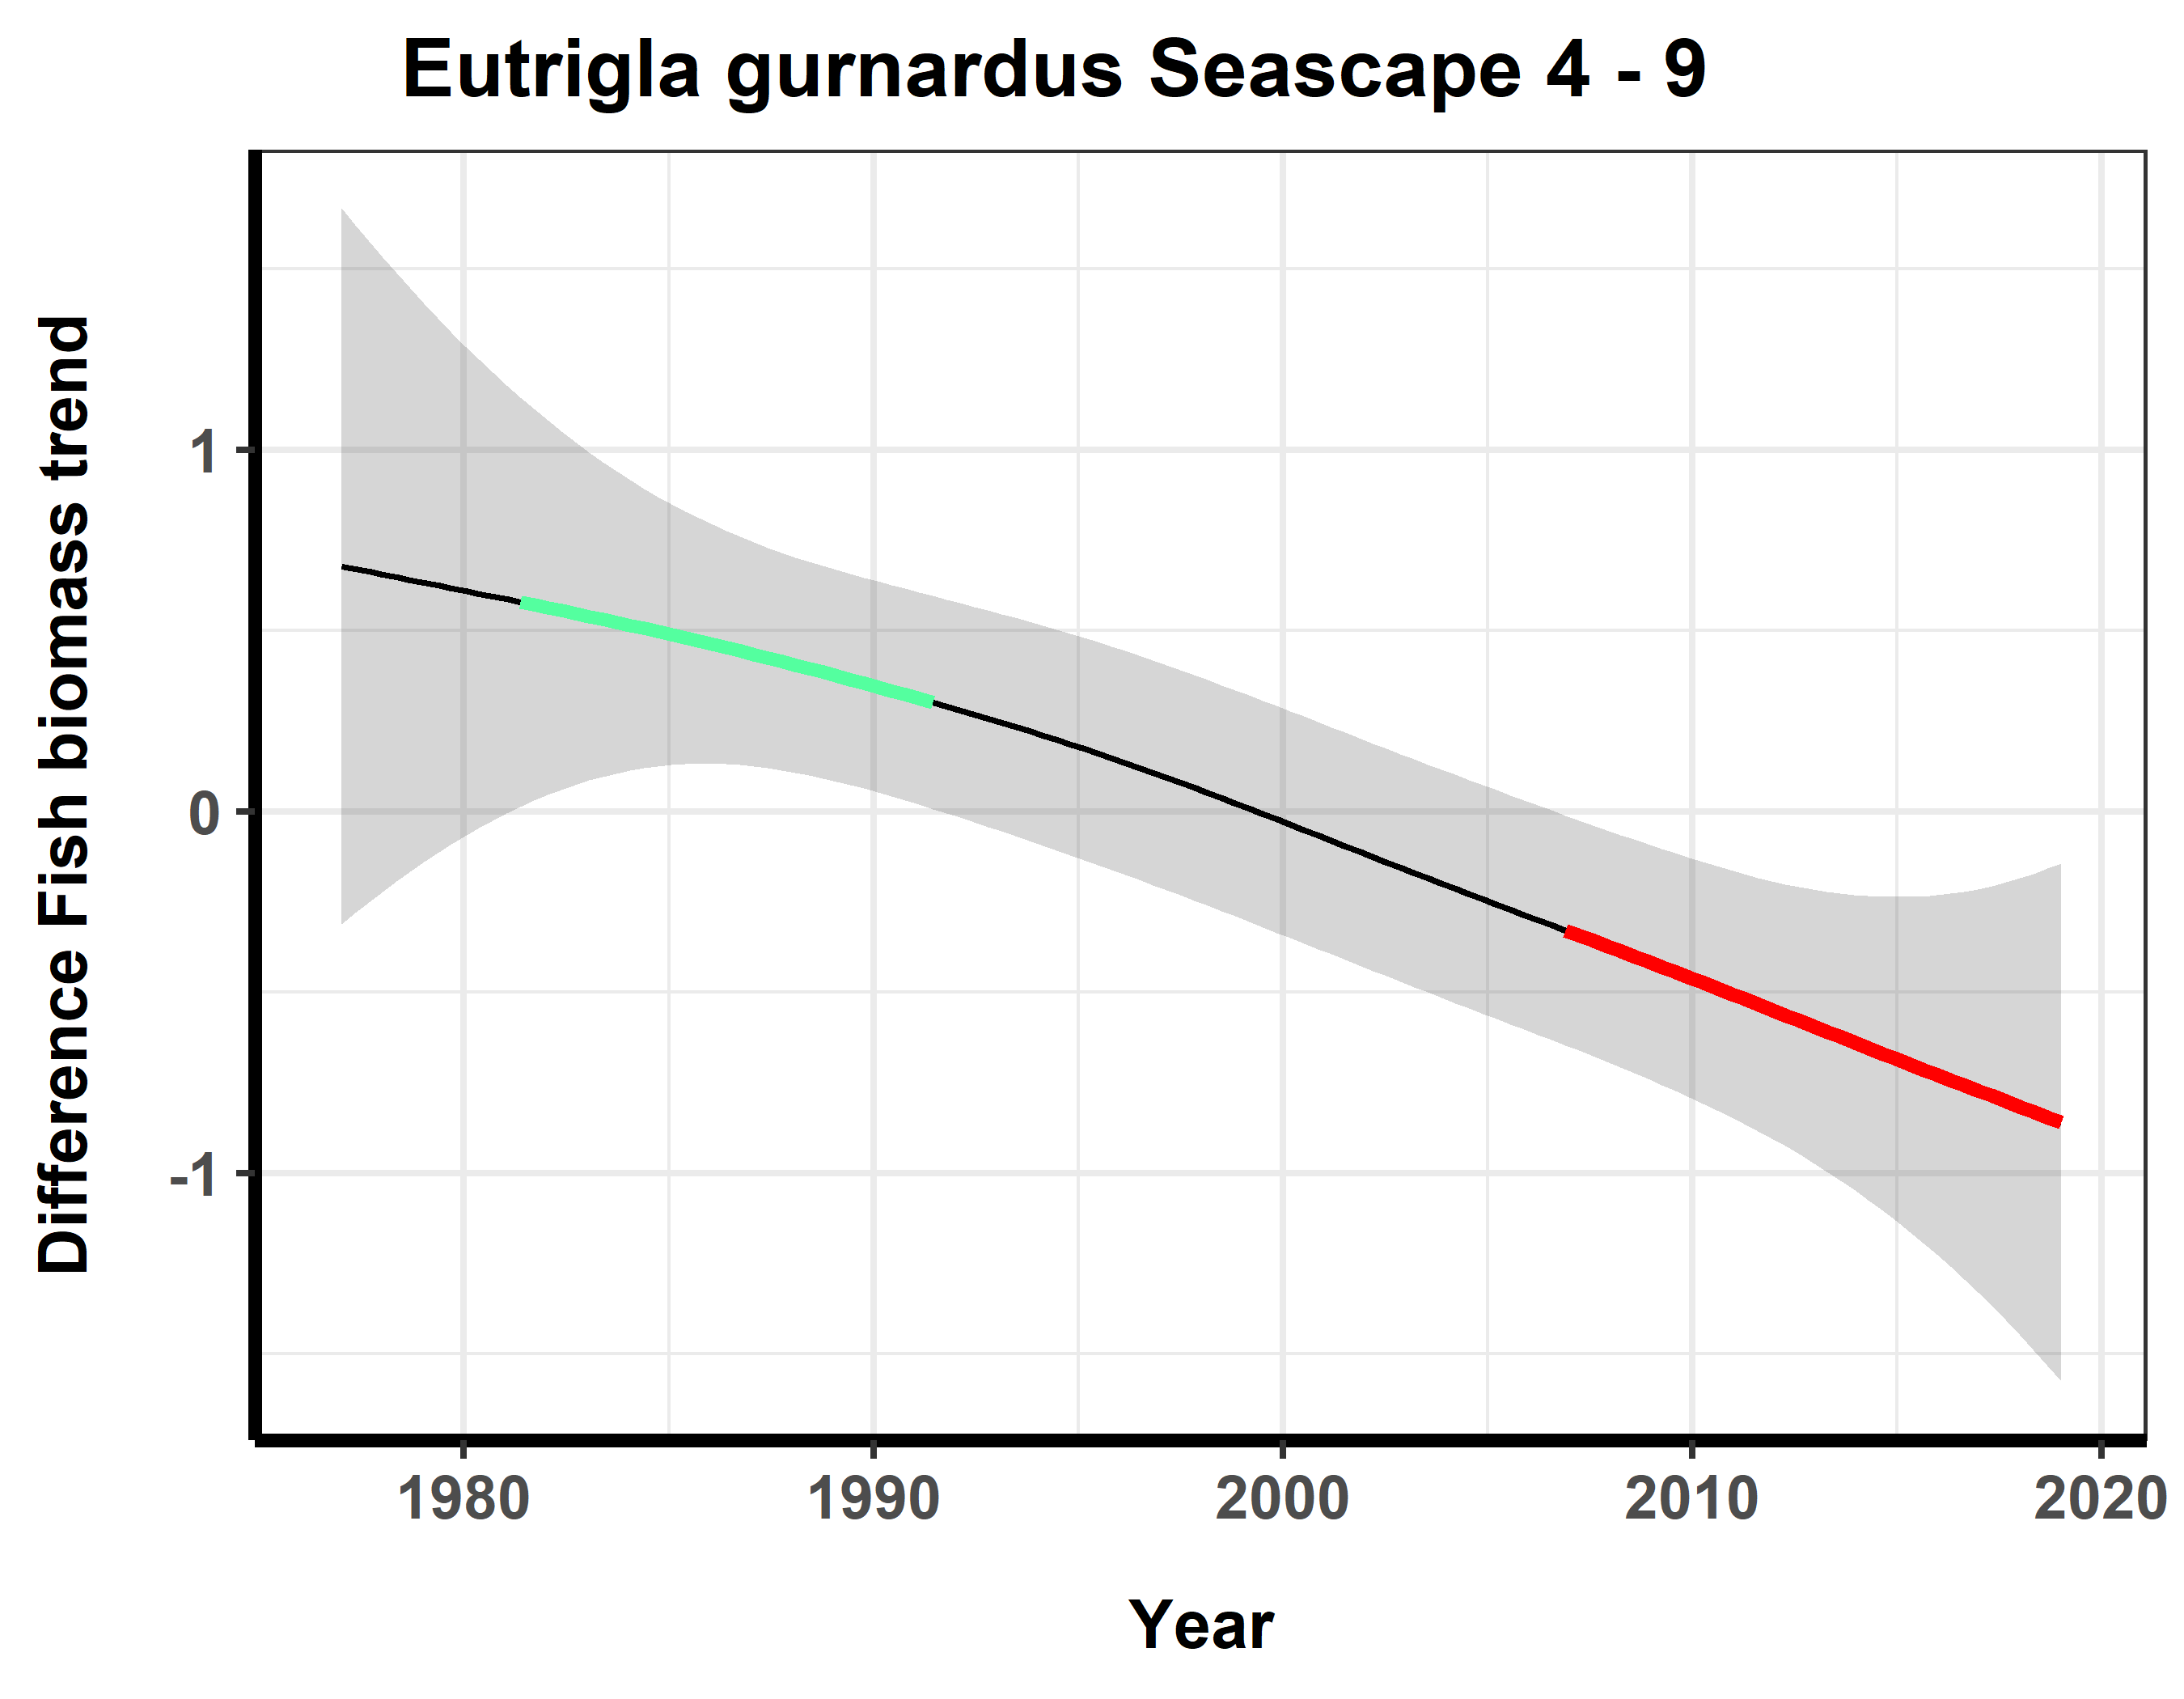 Eutrigla gurnardus Seascape 4 - 9
Difference Fish biomass trend
1
0
-1
1980
1990
2000
2010
2020
Year